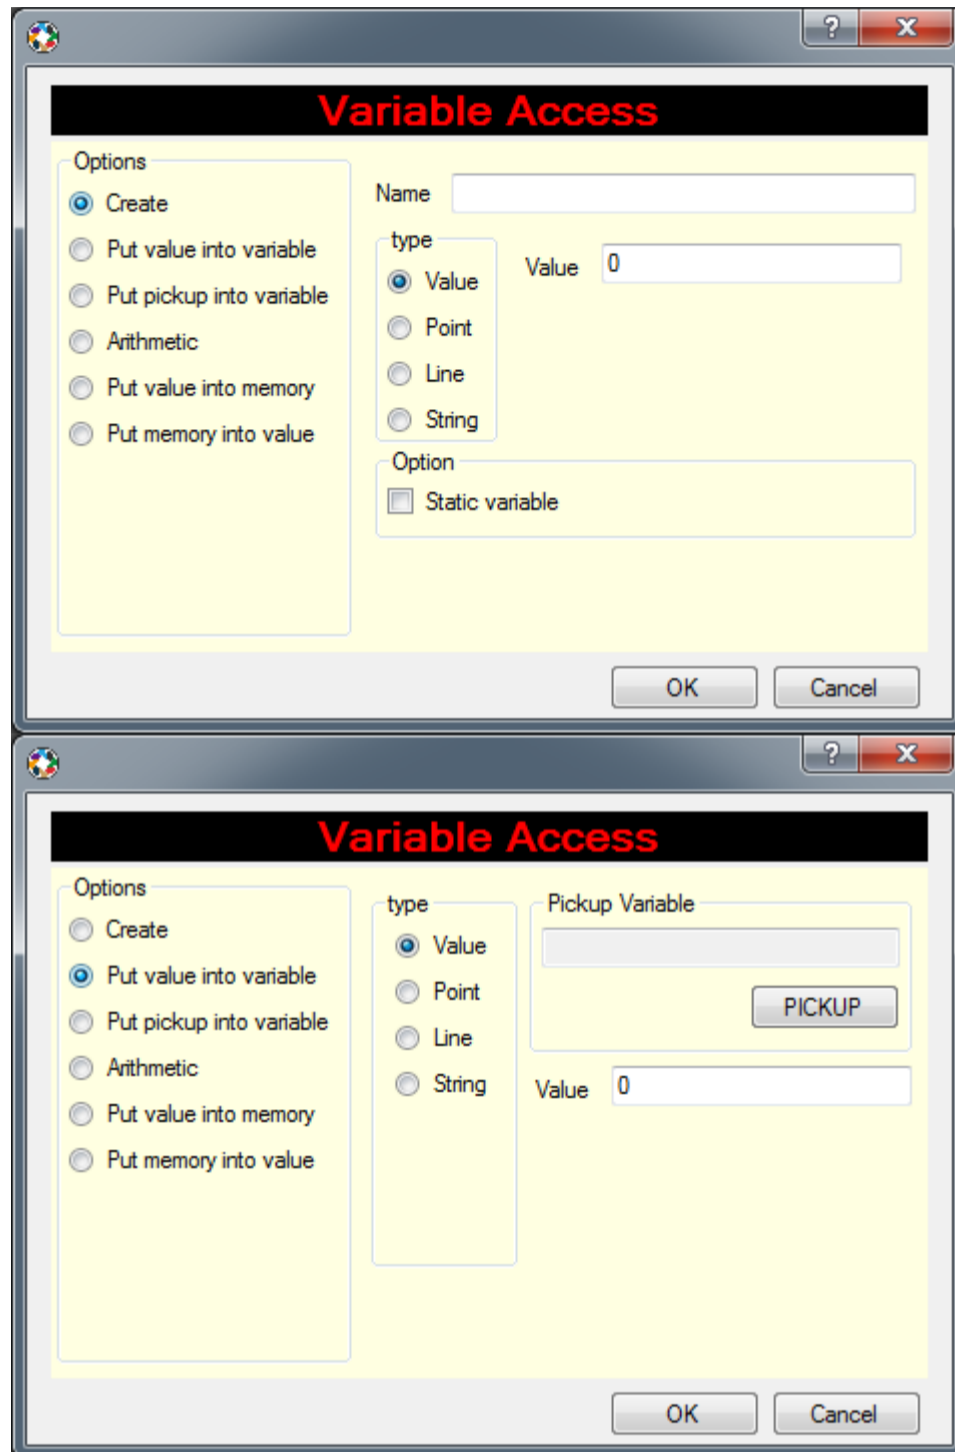 ?
Variable Access
Options
Create
Put value into variable
Put pickup into variable
Arithmetic
Put value into memory
Put memory into value
Name
type
Value
Point
Line
String
Value 0
Option
Static variable
OK Cancel
?
Variable Access
Options
Create
Put value into variable
Put pickup into variable
Arithmetic
Put value into memory
Put memory into value
type
Value
Point
Line
String
Pickup Variable
PICKUP
Value 0
OK Cancel